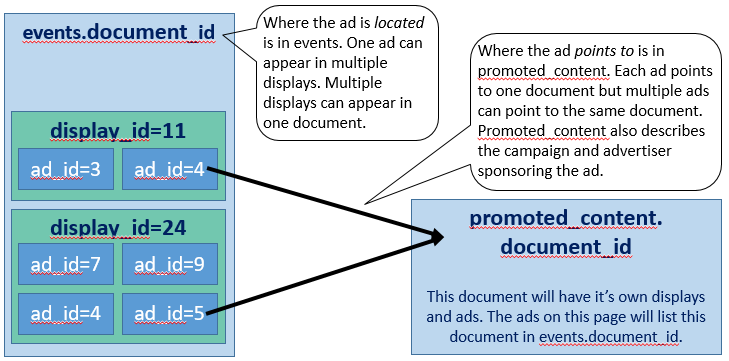 events.document_id
Where the ad is located
is in events. One ad can
appear in multiple
displays. Multiple
displays can appear in
one document.
Where the ad points to is in
promoted_content. Each ad points
to one document but multiple ads
can point to the same document.
Promoted_content also describes
the campaign and advertiser
sponsoring the ad.
display_id=11
ad_id=3
ad_id=4
display_id=24
ad_id=7
ad_id=9
ad_id=4
ad_id=5
promoted_content.
document_id
This document will have it's own displays
and ads. The ads on this page will list this
document in events.document_id.